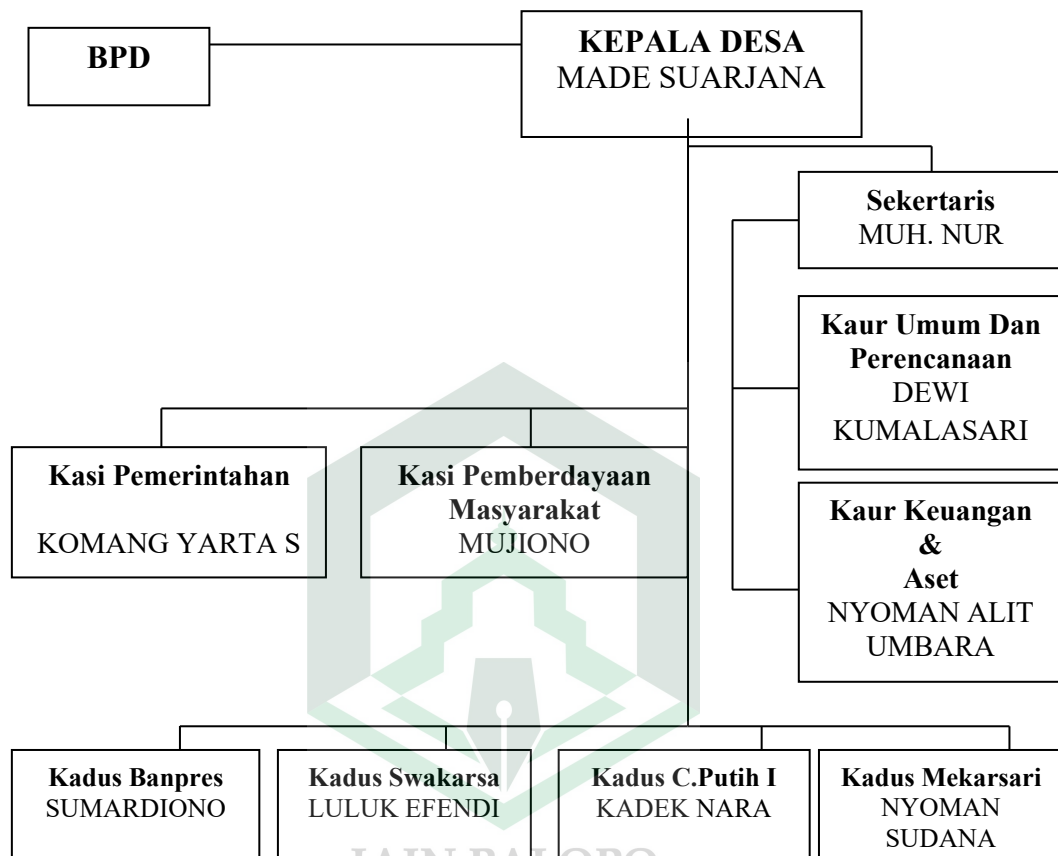 BPD
KEPALA DESA
MADE SUARJANA
Sekertaris
MUH. NUR
Kaur Umum Dan
Perencanaan
DEWI
KUMALASARI
Kasi Pemerintahan
KOMANG YARTA S
Kasi Pemberdayaan
Masyarakat
MUJIONO
Kaur Keuangan
&
Aset
NYOMAN ALIT
UMBARA
Kadus Banpres
SUMARDIONO
Kadus Swakarsa
LULUK EFENDI
Kadus C.Putih I
KADEK NARA
Kadus Mekarsari
NYOMAN
SUDANA
IAIN PALOPO